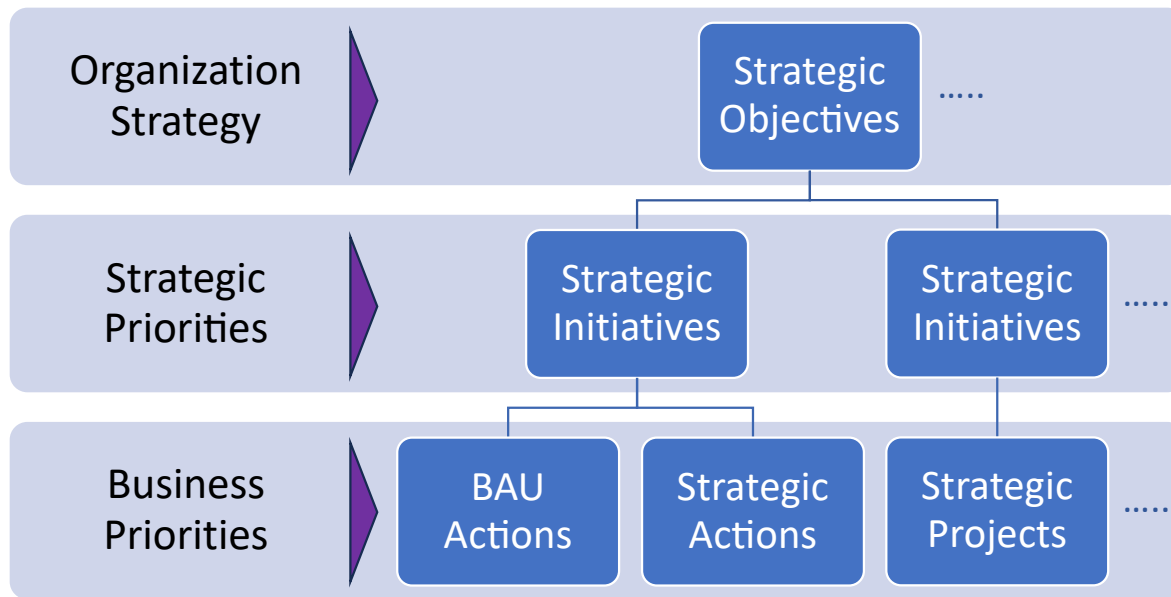 Organization
Strategy
Strategic
Objectives
.....
Strategic
Priorities
Strategic
Initiatives
Strategic
Initiatives
.....
Business
Priorities
BAU
Actions
Strategic
Actions
Strategic
Projects
.....